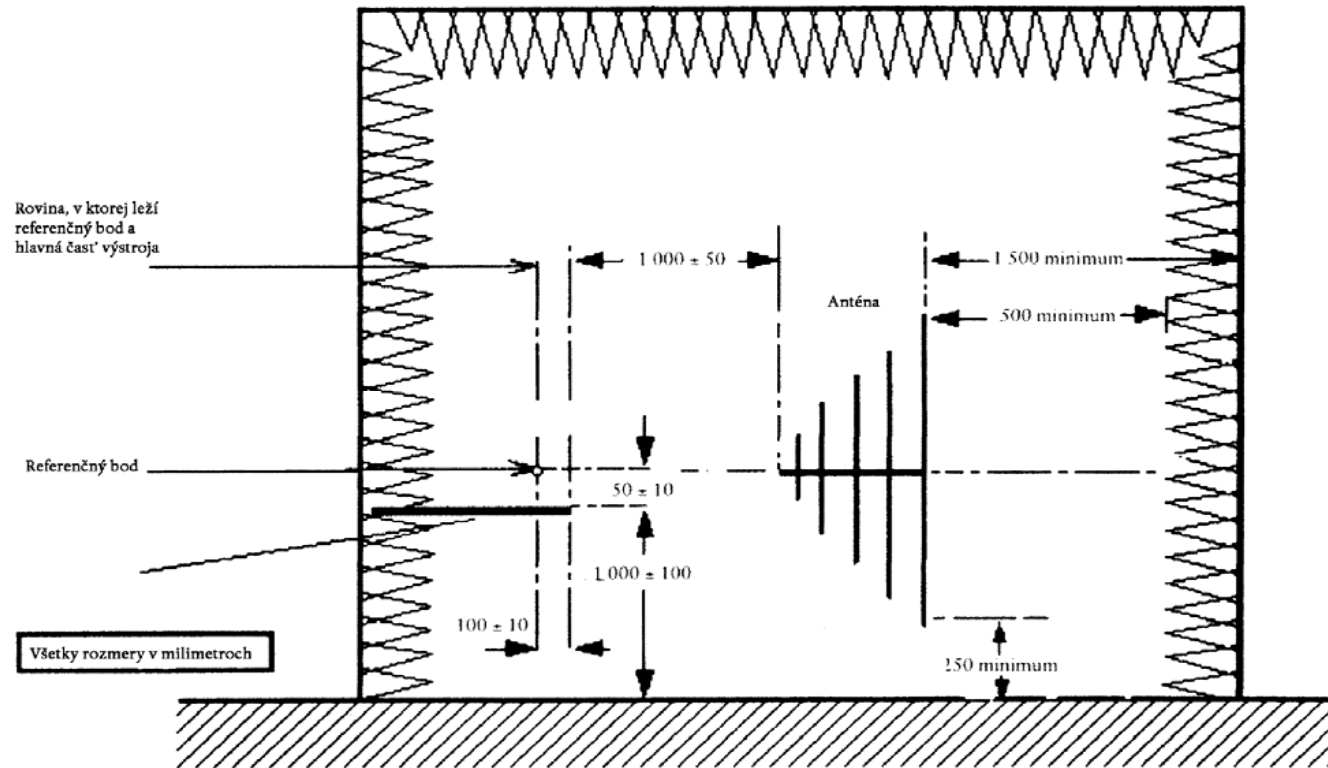 Rovina, v ktorej leží
referenčný bod a
hlavná časť výstroja
1 000 ± 50
1 500 minimum
Anténa
500 minimum
Referenčný bod
50 ± 10
1 000 ± 100
100 ± 10
Všetky rozmery v milimetroch
250 minimum